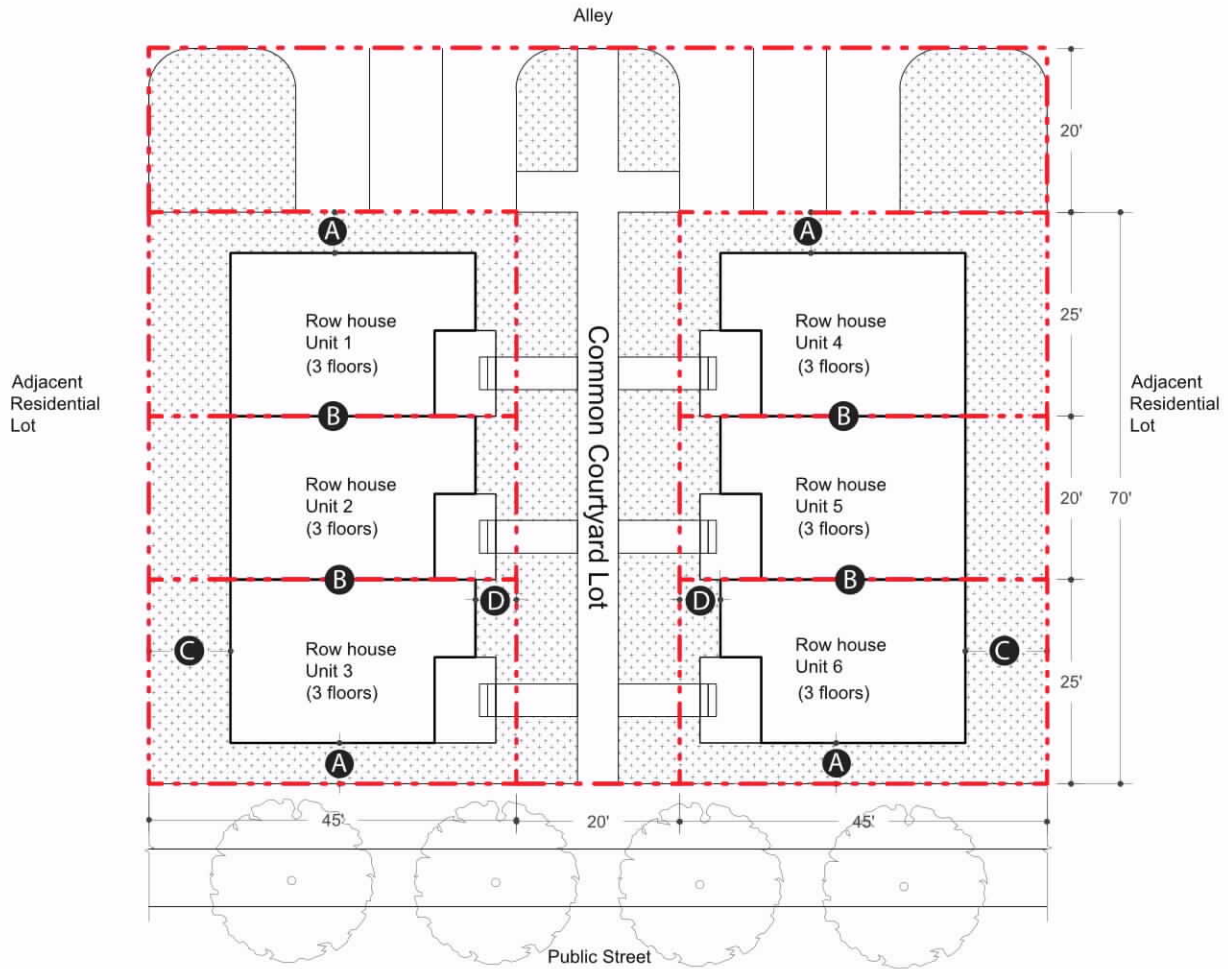 Alley
20'
A
A
25'
Row house
Unit 1
(3 floors)
Common Courtyard Lot
Row house
Unit 4
(3 floors)
Adjacent
Residential
Lot
Adjacent
Residential
Lot
B
B
Row house
Unit 2
(3 floors)
Row house
Unit 5
(3 floors)
20'
70'
B
B
D
D
C
Row house
Unit 3
(3 floors)
Row house
Unit 6
(3 floors)
C
25'
A
A
45'
20'
45'
Public Street